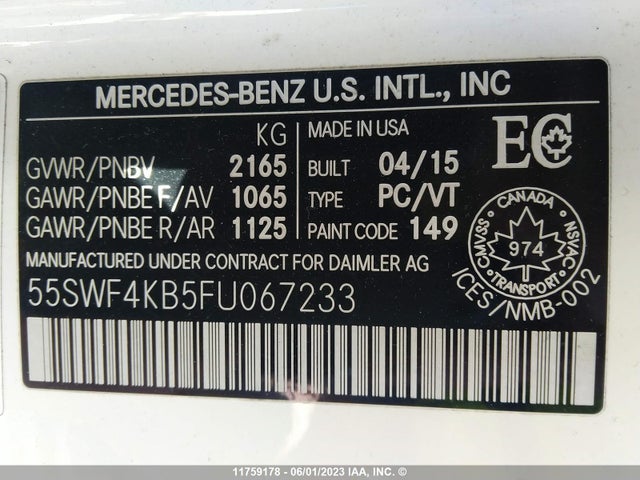 MERCEDES-BENZ U.S. INTL., INC
KG
GVWR/PNBV 2165
GAWR/PNBE F/AV 1065
GAWR/PNBE R/AR 1125
MADE IN USA
BUILT 04/15
TYPE PC/VT
PAINT CODE 149
EC
CANADA
SS/AWC
974
NSVAC
TRANSPORT
ICES/NMB-002
MANUFACTURED UNDER CONTRACT FOR DAIMLER AG
55SWF4KB5FU067233
11759178 - 06/01/2023 IAA, INC. ©